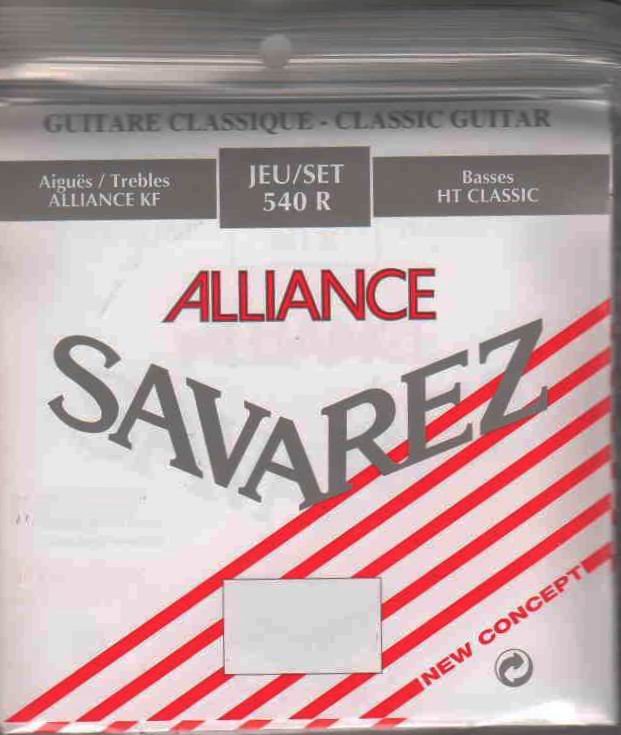 GUITARE CLASSIQUE - CLASSIC GUITAR
Aiguës / Trebles
ALLIANCE KF
JEU/SET
540 R
Basses
HT CLASSIC
ALLIANCE
SAVAREZ
NEW CONCEPT